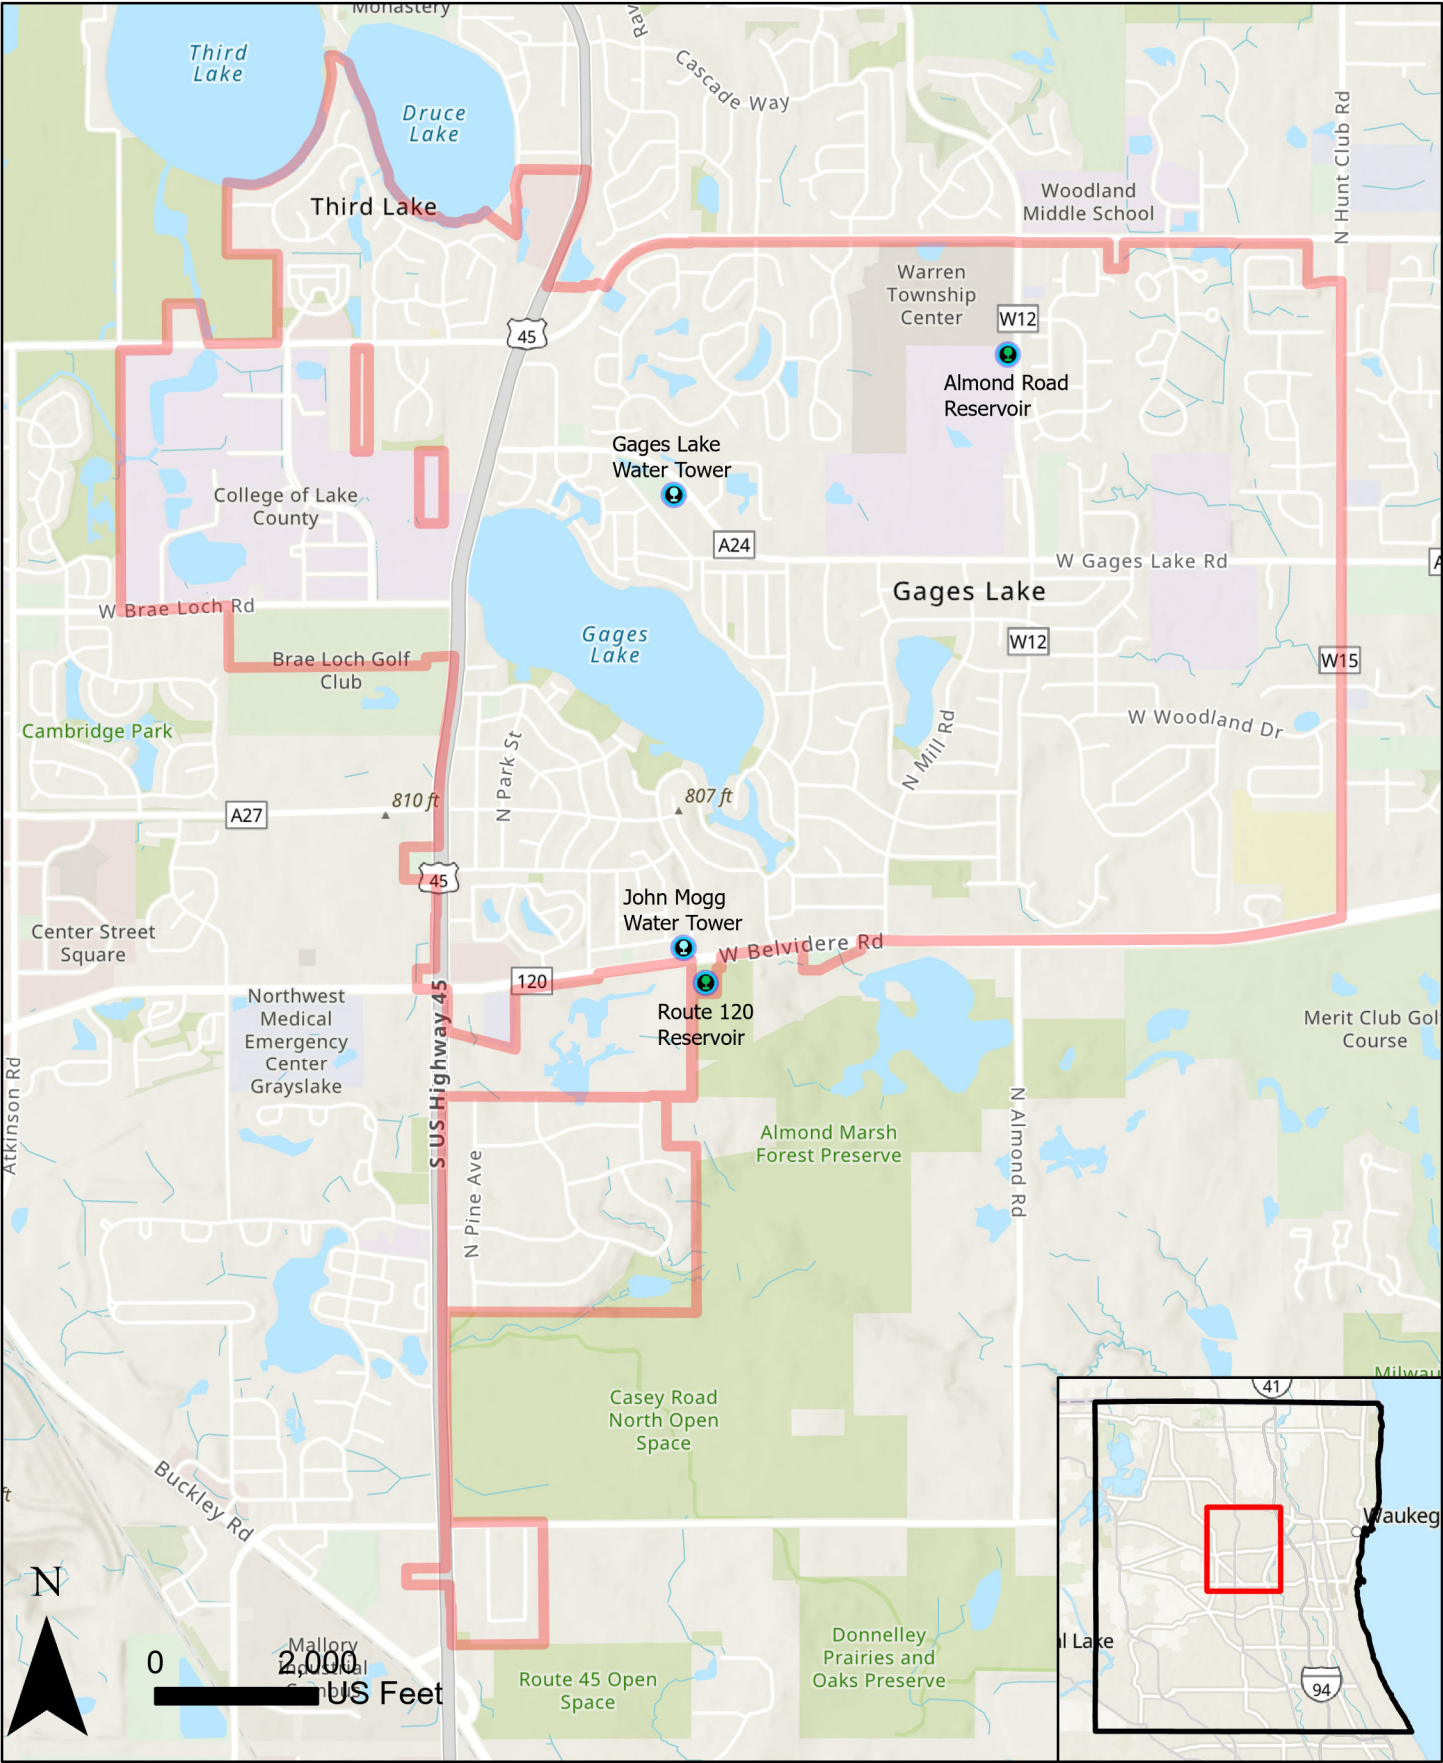 Monastery
Rav
Third
Lake
Cascade Way
Druce
Lake
N Hunt Club Rd
Woodland
Middle School
Third Lake
Warren
Township
Center
W12
45
Almond Road
Reservoir
Gages Lake
Water Tower
College of Lake
County
A24
W Gages Lake Rd
A
Gages Lake
W Brae Loch Rd
Gages
Lake
W12
Brae Loch Golf
Club
W15
Cambridge Park
W Woodland Dr
N Park St
N Mill Rd
810 ft
807 ft
A27
45
John Mogg
Water Tower
Center Street
Square
W Belvidere Rd
120
Northwest
Medical
Emergency
Center
Grayslake
Route 120
Reservoir
Merit Club Gol
Course
S US Highway 45
Atkinson Rd
N Almond Rd
Almond Marsh
Forest Preserve
N Pine Ave
Milwau
41
Casey Road
North Open
Space
Buckley Rd
ft
Waukeg
N
Donnelley
Prairies and
Oaks Preserve
al Lake
Mallory
Industrial
Campus
0 2,000
US Feet
Route 45 Open
Space
94